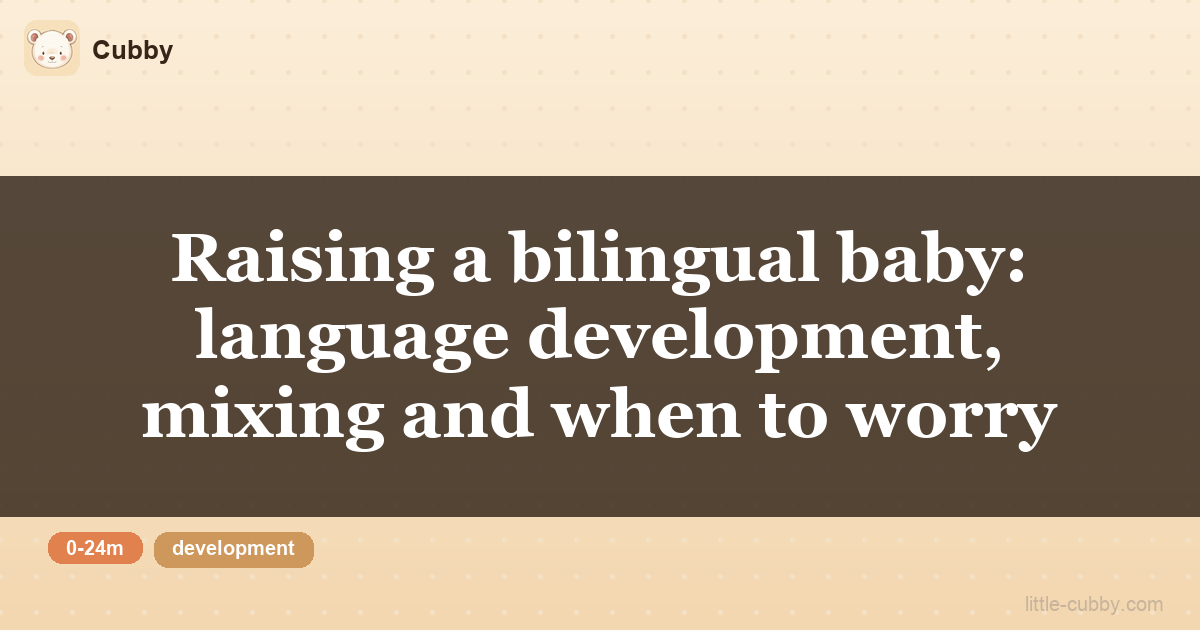 Cubby
Raising a bilingual baby:
language development,
mixing and when to worry
0-24m
development
little-cubby.com